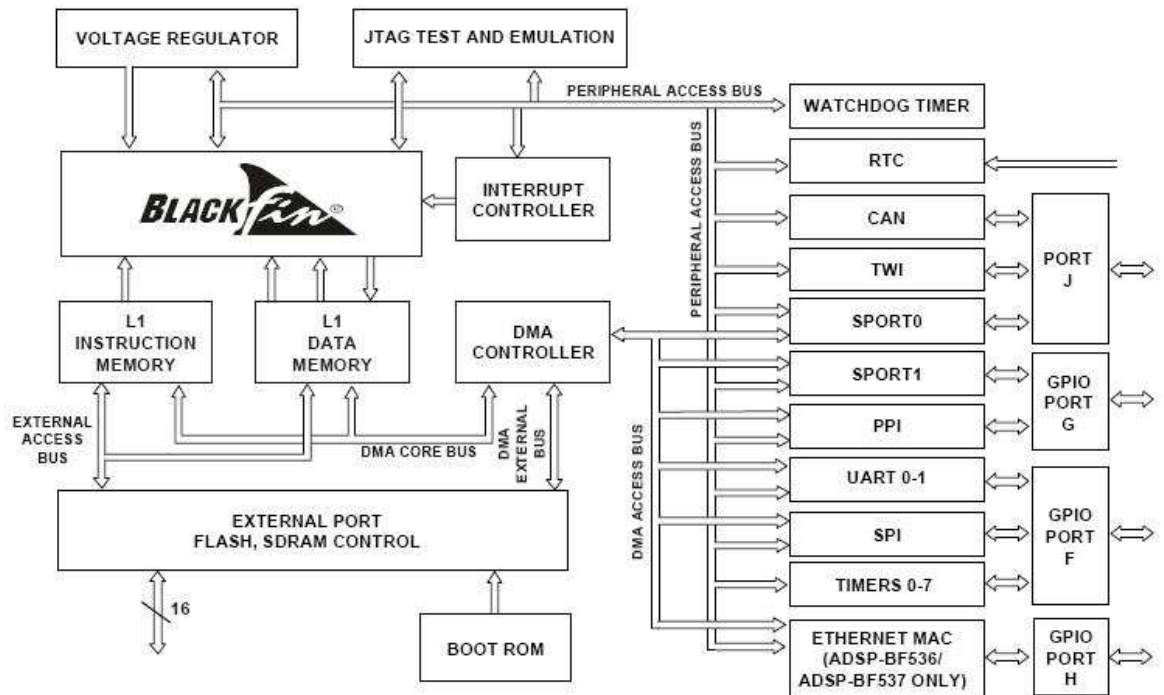 VOLTAGE REGULATOR
JTAG TEST AND EMULATION
PERIPHERAL ACCESS BUS
WATCHDOG TIMER
RTC
BLACKfin®
INTERRUPT
CONTROLLER
PERIPHERAL ACCESS BUS
CAN
TWI
PORT
J
SPORT0
L1
INSTRUCTION
MEMORY
L1
DATA
MEMORY
DMA
CONTROLLER
SPORT1
GPIO
PORT
G
PPI
EXTERNAL
ACCESS
BUS
DMA CORE BUS
DMA
EXTERNAL
BUS
DMA ACCESS BUS
UART 0-1
SPI
TIMERS 0-7
GPIO
PORT
F
EXTERNAL PORT
FLASH, SDRAM CONTROL
16
BOOT ROM
ETHERNET MAC
(ADSP-BF536/
ADSP-BF537 ONLY)
GPIO
PORT
H